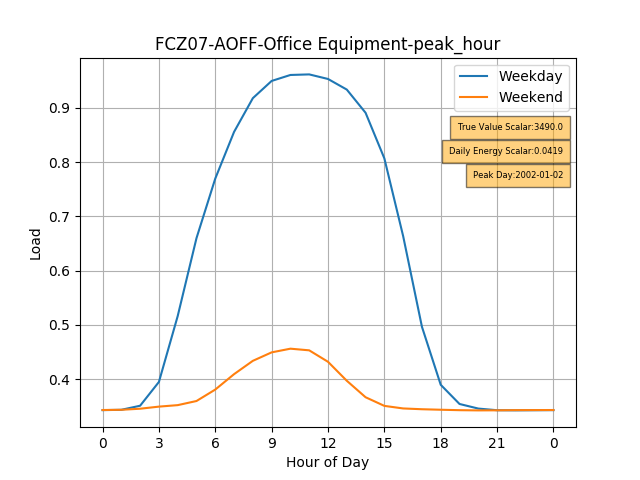 FCZ07-AOFF-Office Equipment-peak_hour
Weekday
Weekend
True Value Scalar:3490.0
Daily Energy Scalar:0.0419
Peak Day:2002-01-02
Load
0.9
0.8
0.7
0.6
0.5
0.4
0 3 6 9 12 15 18 21 0
Hour of Day